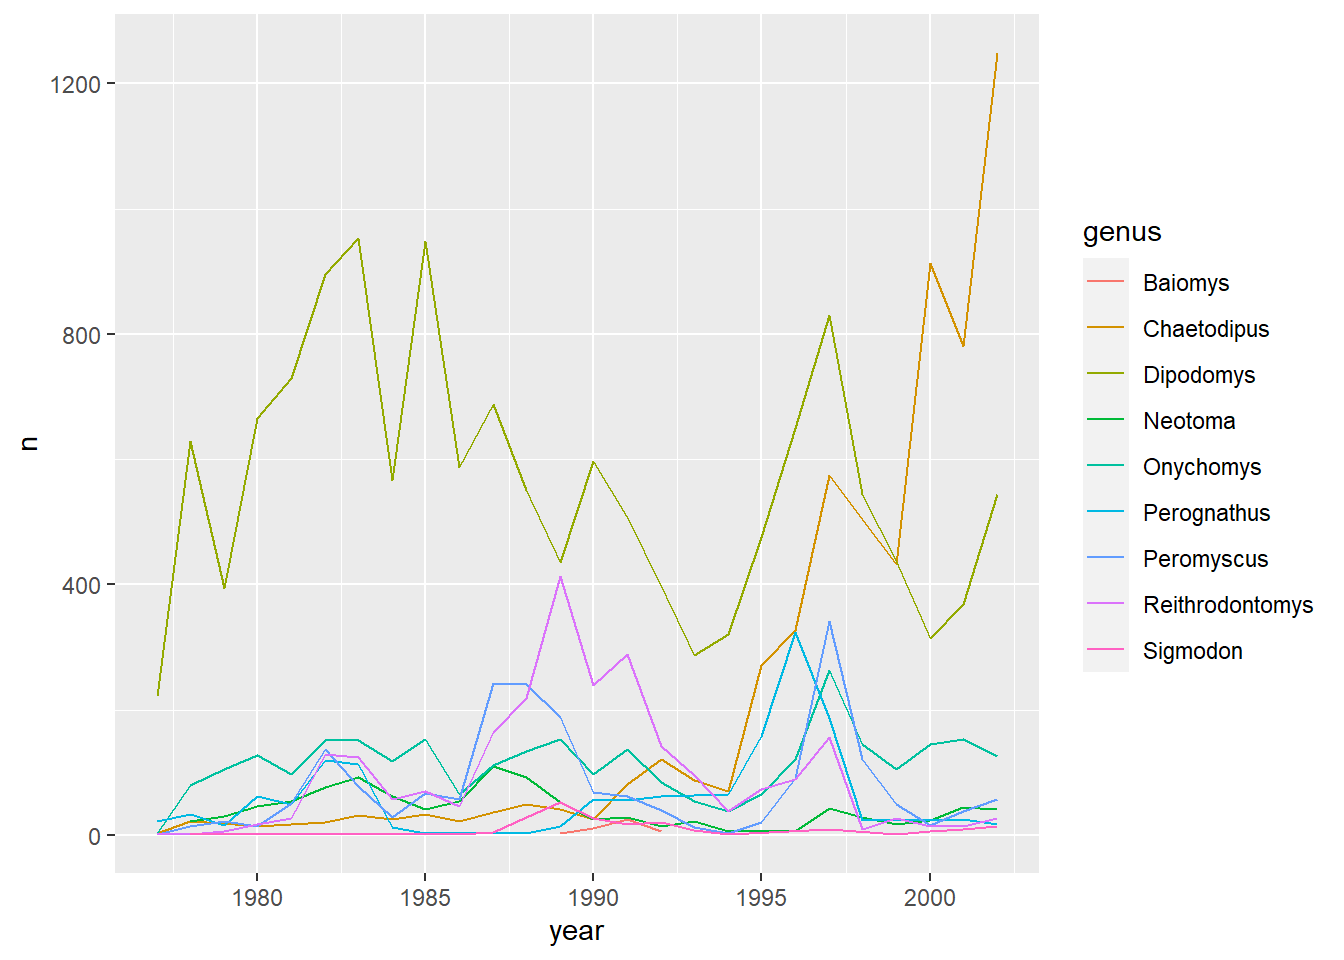 1200
800
400
0
n
1980
1985
1990
1995
2000
year
genus
Baiomys
Chaetodipus
Dipodomys
Neotoma
Onychomys
Perognathus
Peromyscus
Reithrodontomys
Sigmodon